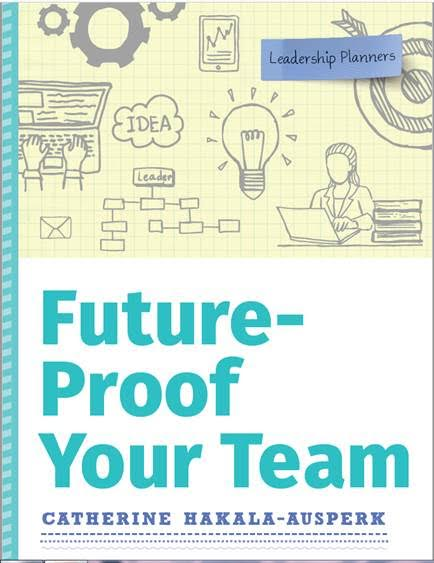 Leadership Planners
IDEA
Leader
Future-
Proof
Your Team
CATHERINE HAKALA-AUSPERK